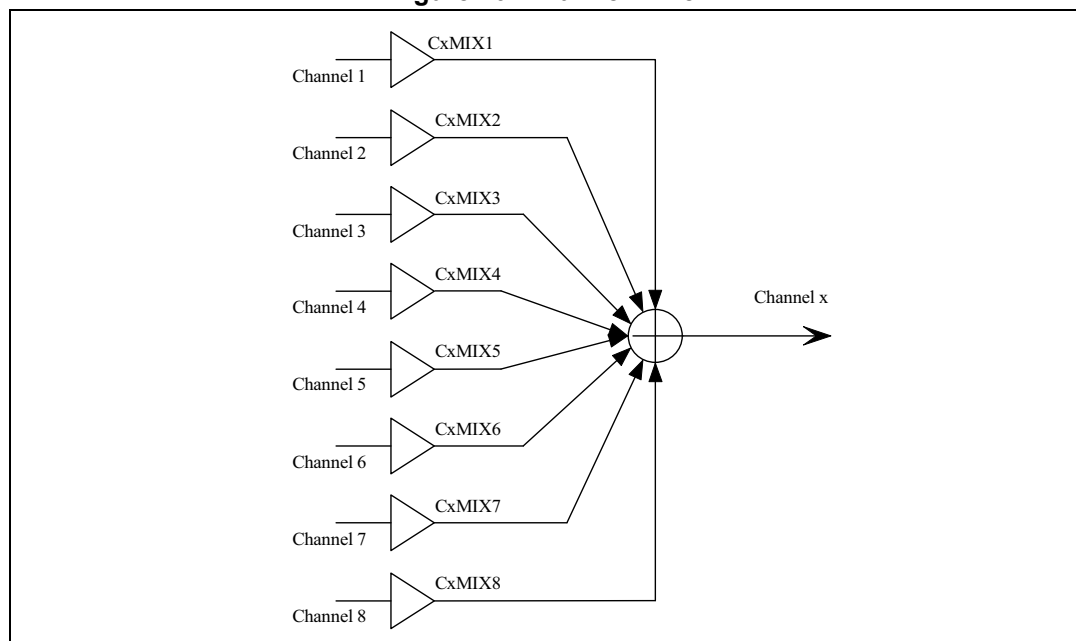 CxMIX1
Channel 1
CxMIX2
Channel 2
CxMIX3
Channel 3
CxMIX4
Channel 4
CxMIX5
Channel 5
CxMIX6
Channel 6
CxMIX7
Channel 7
CxMIX8
Channel 8
Channel x